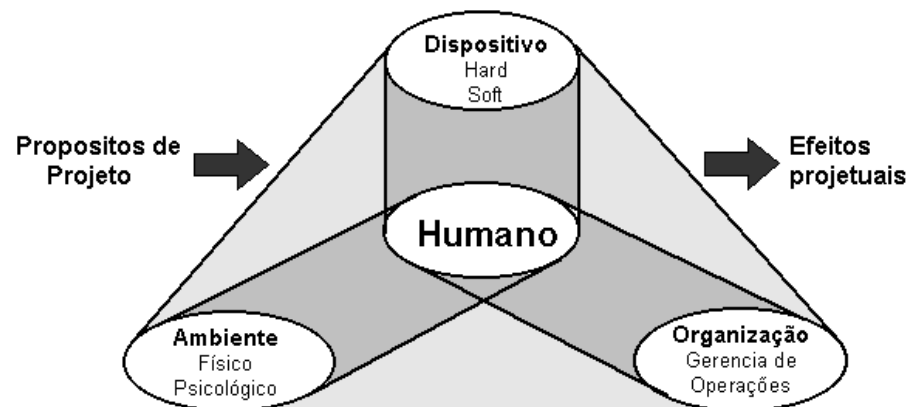 Dispositivo
Hard
Soft
Propositos de
Projeto
Efeitos
projetuais
Humano
Ambiente
Físico
Psicológico
Organização
Gerencia de
Operações